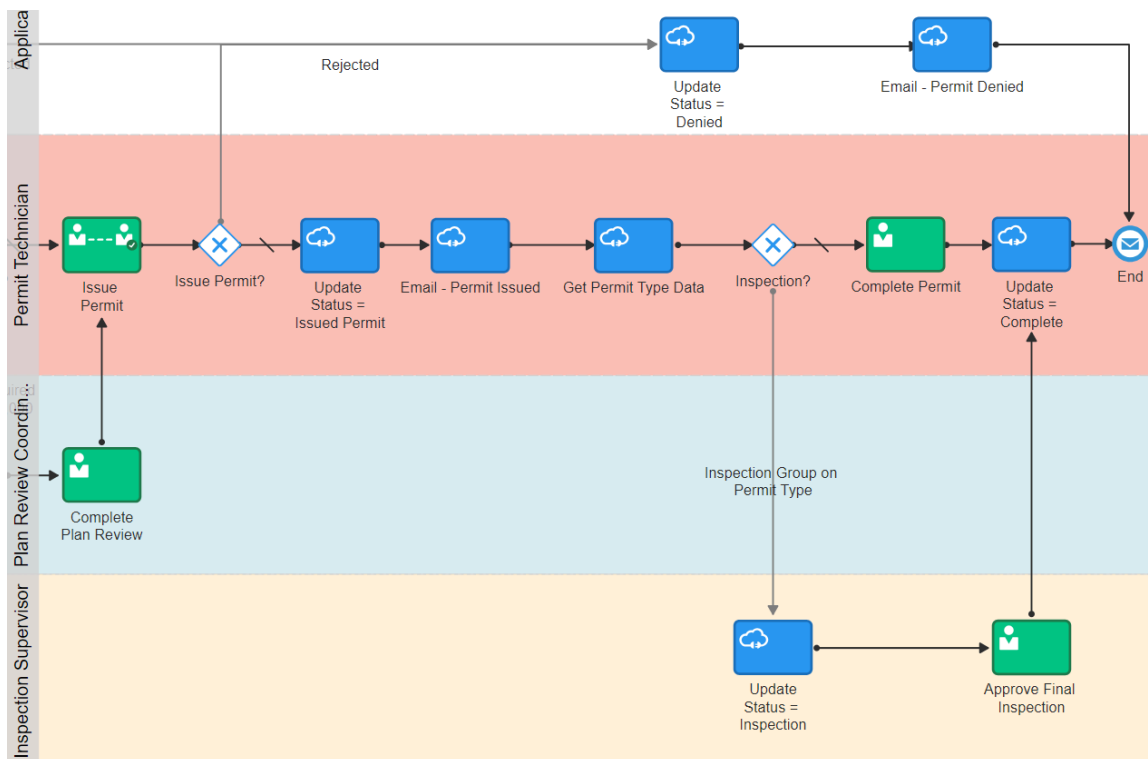 Applica
Rejected
Update
Status =
Denied
Email - Permit Denied
Permit Technician
Issue
Permit
Issue Permit?
Update
Status =
Issued Permit
Email - Permit Issued
Get Permit Type Data
Inspection?
Complete Permit
Update
Status =
Complete
End
Plan Review Coordin...
uired
Complete
Plan Review
Inspection Group on
Permit Type
Inspection Supervisor
Update
Status =
Inspection
Approve Final
Inspection